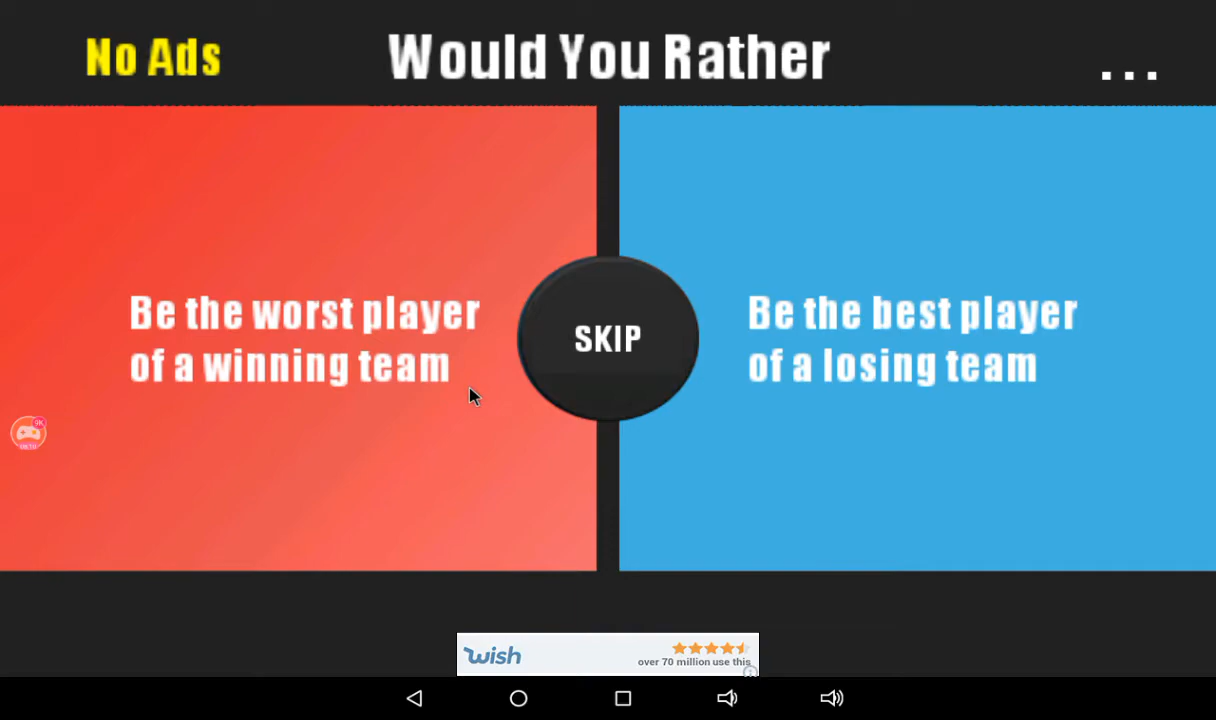 No Ads
Would You Rather
...
Be the worst player
of a winning team
SKIP
Be the best player
of a losing team
9K
wish
over 70 million use this